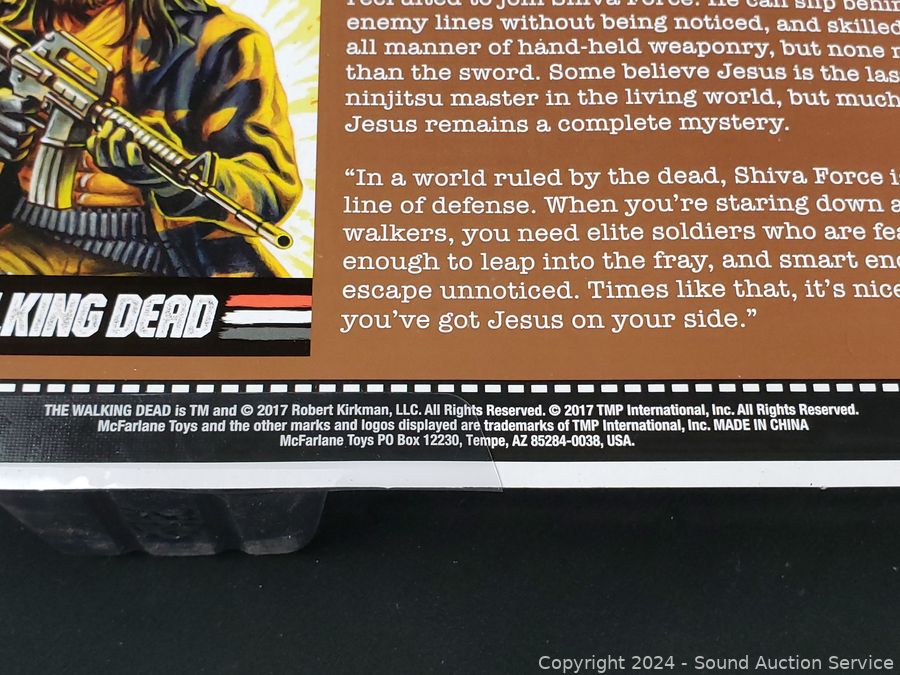 recruited to join Shiva Force. He can slip behin
enemy lines without being noticed, and skilled
all manner of hand-held weaponry, but none
than the sword. Some believe Jesus is the las
ninjitsu master in the living world, but much
Jesus remains a complete mystery.
“In a world ruled by the dead, Shiva Force
line of defense. When you’re staring down a
walkers, you need elite soldiers who are fea
enough to leap into the fray, and smart eno
escape unnoticed. Times like that, it’s nice
you’ve got Jesus on your side.”
LKING DEAD
THE WALKING DEAD is TM and © 2017 Robert Kirkman, LLC. All Rights Reserved. © 2017 TMP International, Inc. All Rights Reserved.
McFarlane Toys and the other marks and logos displayed are trademarks of TMP International, Inc. MADE IN CHINA
McFarlane Toys PO Box 12230, Tempe, AZ 85284-0038, USA.
Copyright 2024 - Sound Auction Service